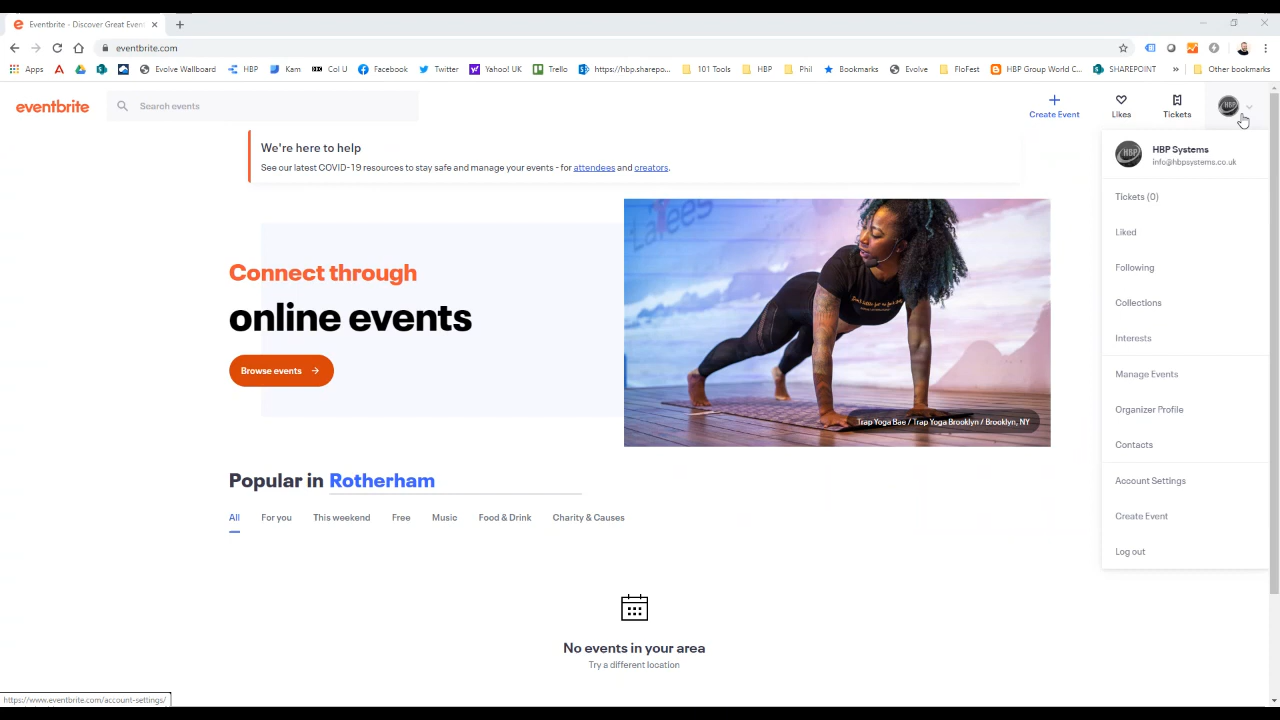 Eventbrite - Discover Great Even
eventbrite.com
Apps
Evolve Wallboard
HBP
Kam
Col U
Facebook
Twitter
Yahoo! UK
Trello
https://hbp.sharepo...
101 Tools
HBP
Phil
Bookmarks
Evolve
FloFest
HBP Group World C...
SHAREPOINT
»
Other bookmarks
eventbrite
Search events
Create Event
Likes
Tickets
HBP
We're here to help
See our latest COVID-19 resources to stay safe and manage your events - for attendees and creators.
HBP
HBP Systems
info@hbpsystems.co.uk
Tickets (0)
Liked
Following
Collections
Interests
Manage Events
Organizer Profile
Contacts
Account Settings
Create Event
Log out
Connect through
online events
Browse events
Trap Yoga Bae / Trap Yoga Brooklyn / Brooklyn, NY
Popular in Rotherham
All
For you
This weekend
Free
Music
Food & Drink
Charity & Causes
No events in your area
Try a different location
https://www.eventbrite.com/account-settings/